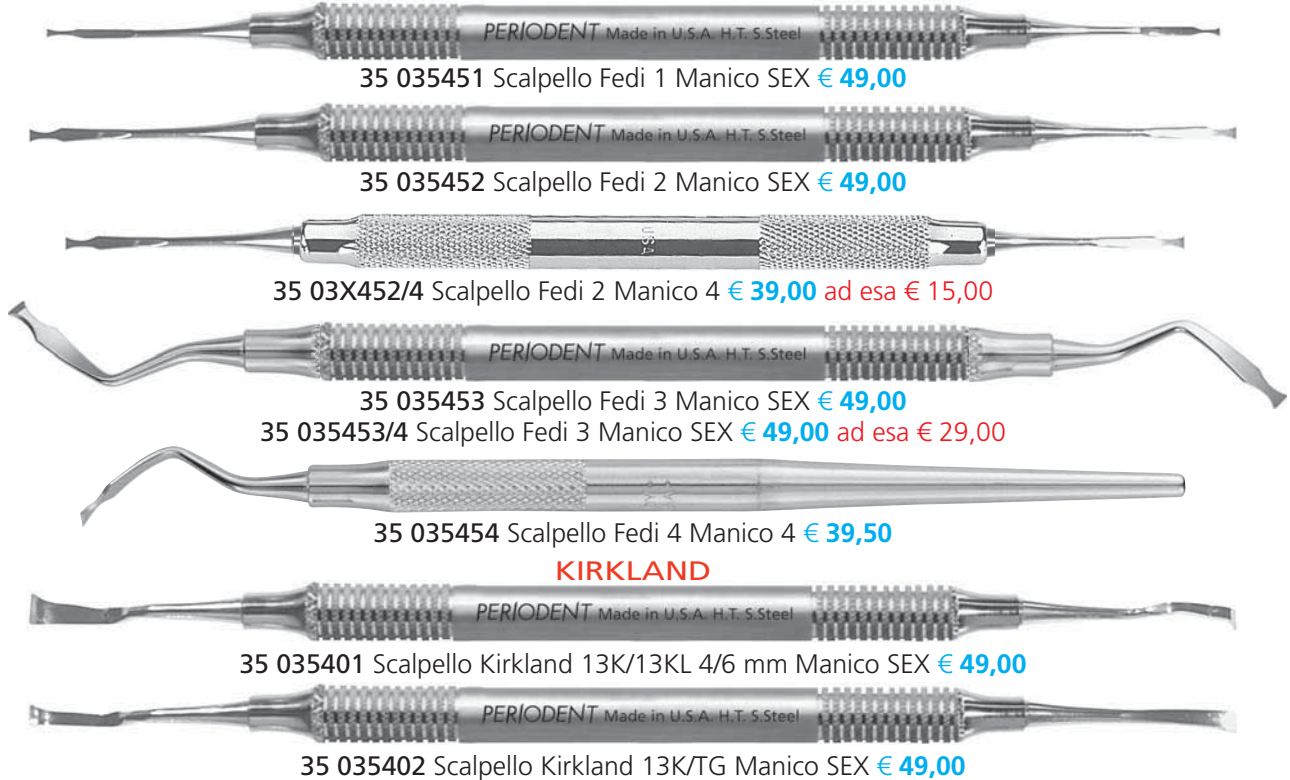 PERIODENT Made in U.S.A. H.T. S.Steel
35 035451 Scalpello Fedi 1 Manico SEX € 49,00
PERIODENT Made in U.S.A. H.T. S.Steel
35 035452 Scalpello Fedi 2 Manico SEX € 49,00
USA
35 03X452/4 Scalpello Fedi 2 Manico 4 € 39,00 ad esa € 15,00
PERIODENT Made in U.S.A. H.T. S.Steel
35 035453 Scalpello Fedi 3 Manico SEX € 49,00
35 035453/4 Scalpello Fedi 3 Manico SEX € 49,00 ad esa € 29,00
35 035454 Scalpello Fedi 4 Manico 4 € 39,50
KIRKLAND
PERIODENT Made in U.S.A. H.T. S.Steel
35 035401 Scalpello Kirkland 13K/13KL 4/6 mm Manico SEX € 49,00
PERIODENT Made in U.S.A. H.T. S.Steel
35 035402 Scalpello Kirkland 13K/TG Manico SEX € 49,00